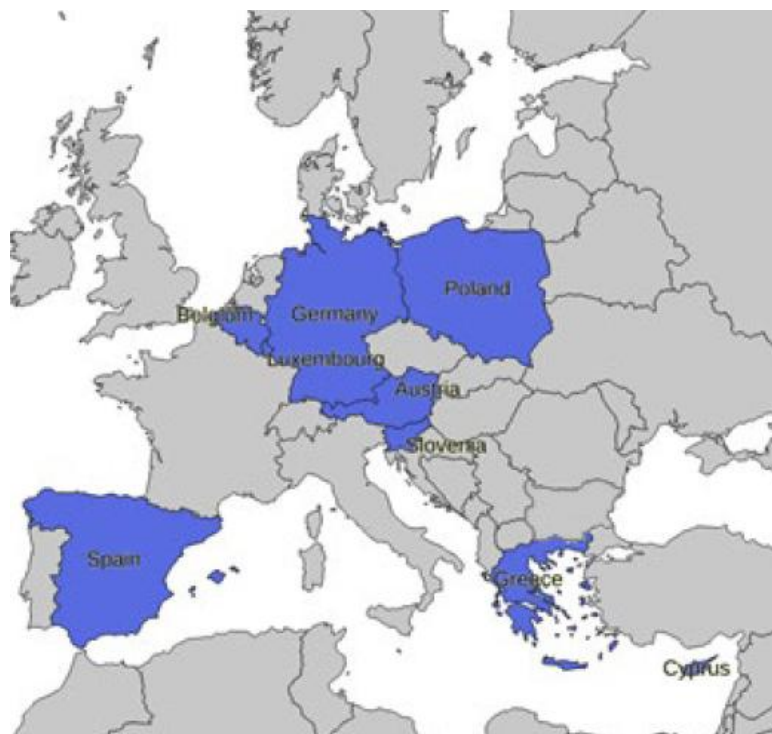 Poland
Belgium
Germany
Luxembourg
Austria
Slovenia
Spain
Greece
Cyprus